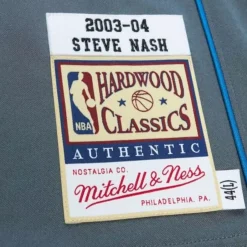 2003-04
STEVE NASH
HARDWOOD
NBA
CLASSICS
AUTHENTIC
NOSTALGIA CO.
Mitchell & Ness
PHILADELPHIA, PA.
44(L)